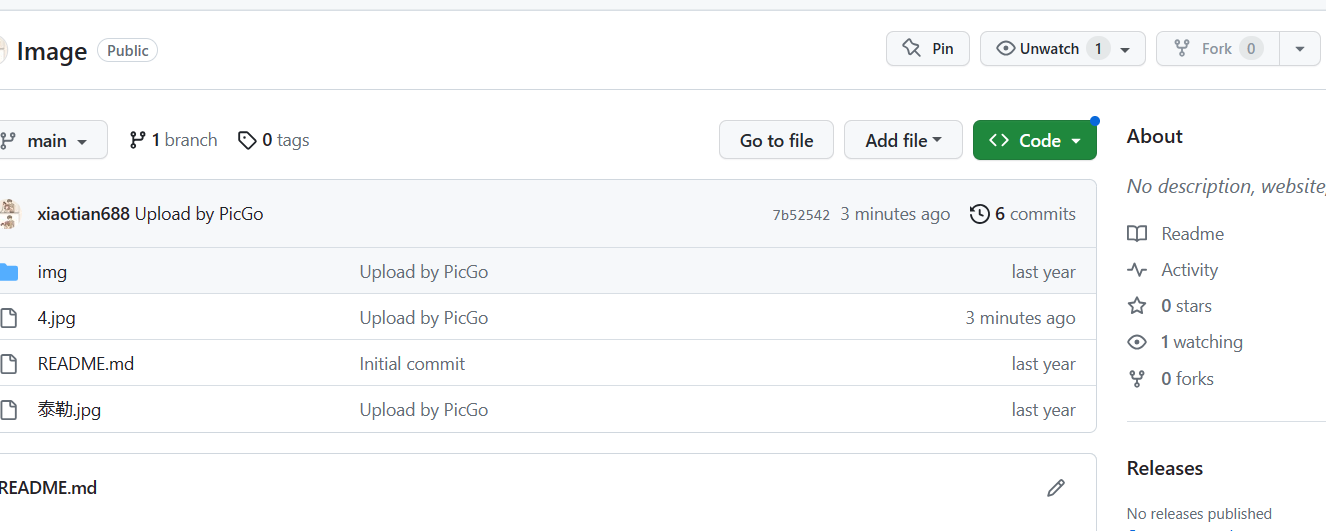 Image Public Pin Unwatch 1 Fork 0
main 1 branch 0 tags Go to file Add file <> Code About
No description, website,
xiaotian688 Upload by PicGo 7b52542 3 minutes ago 6 commits
Readme
img Upload by PicGo last year
Activity
4.jpg Upload by PicGo 3 minutes ago
0 stars
1 watching
README.md Initial commit last year
0 forks
泰勒.jpg Upload by PicGo last year
Releases
README.md
No releases published